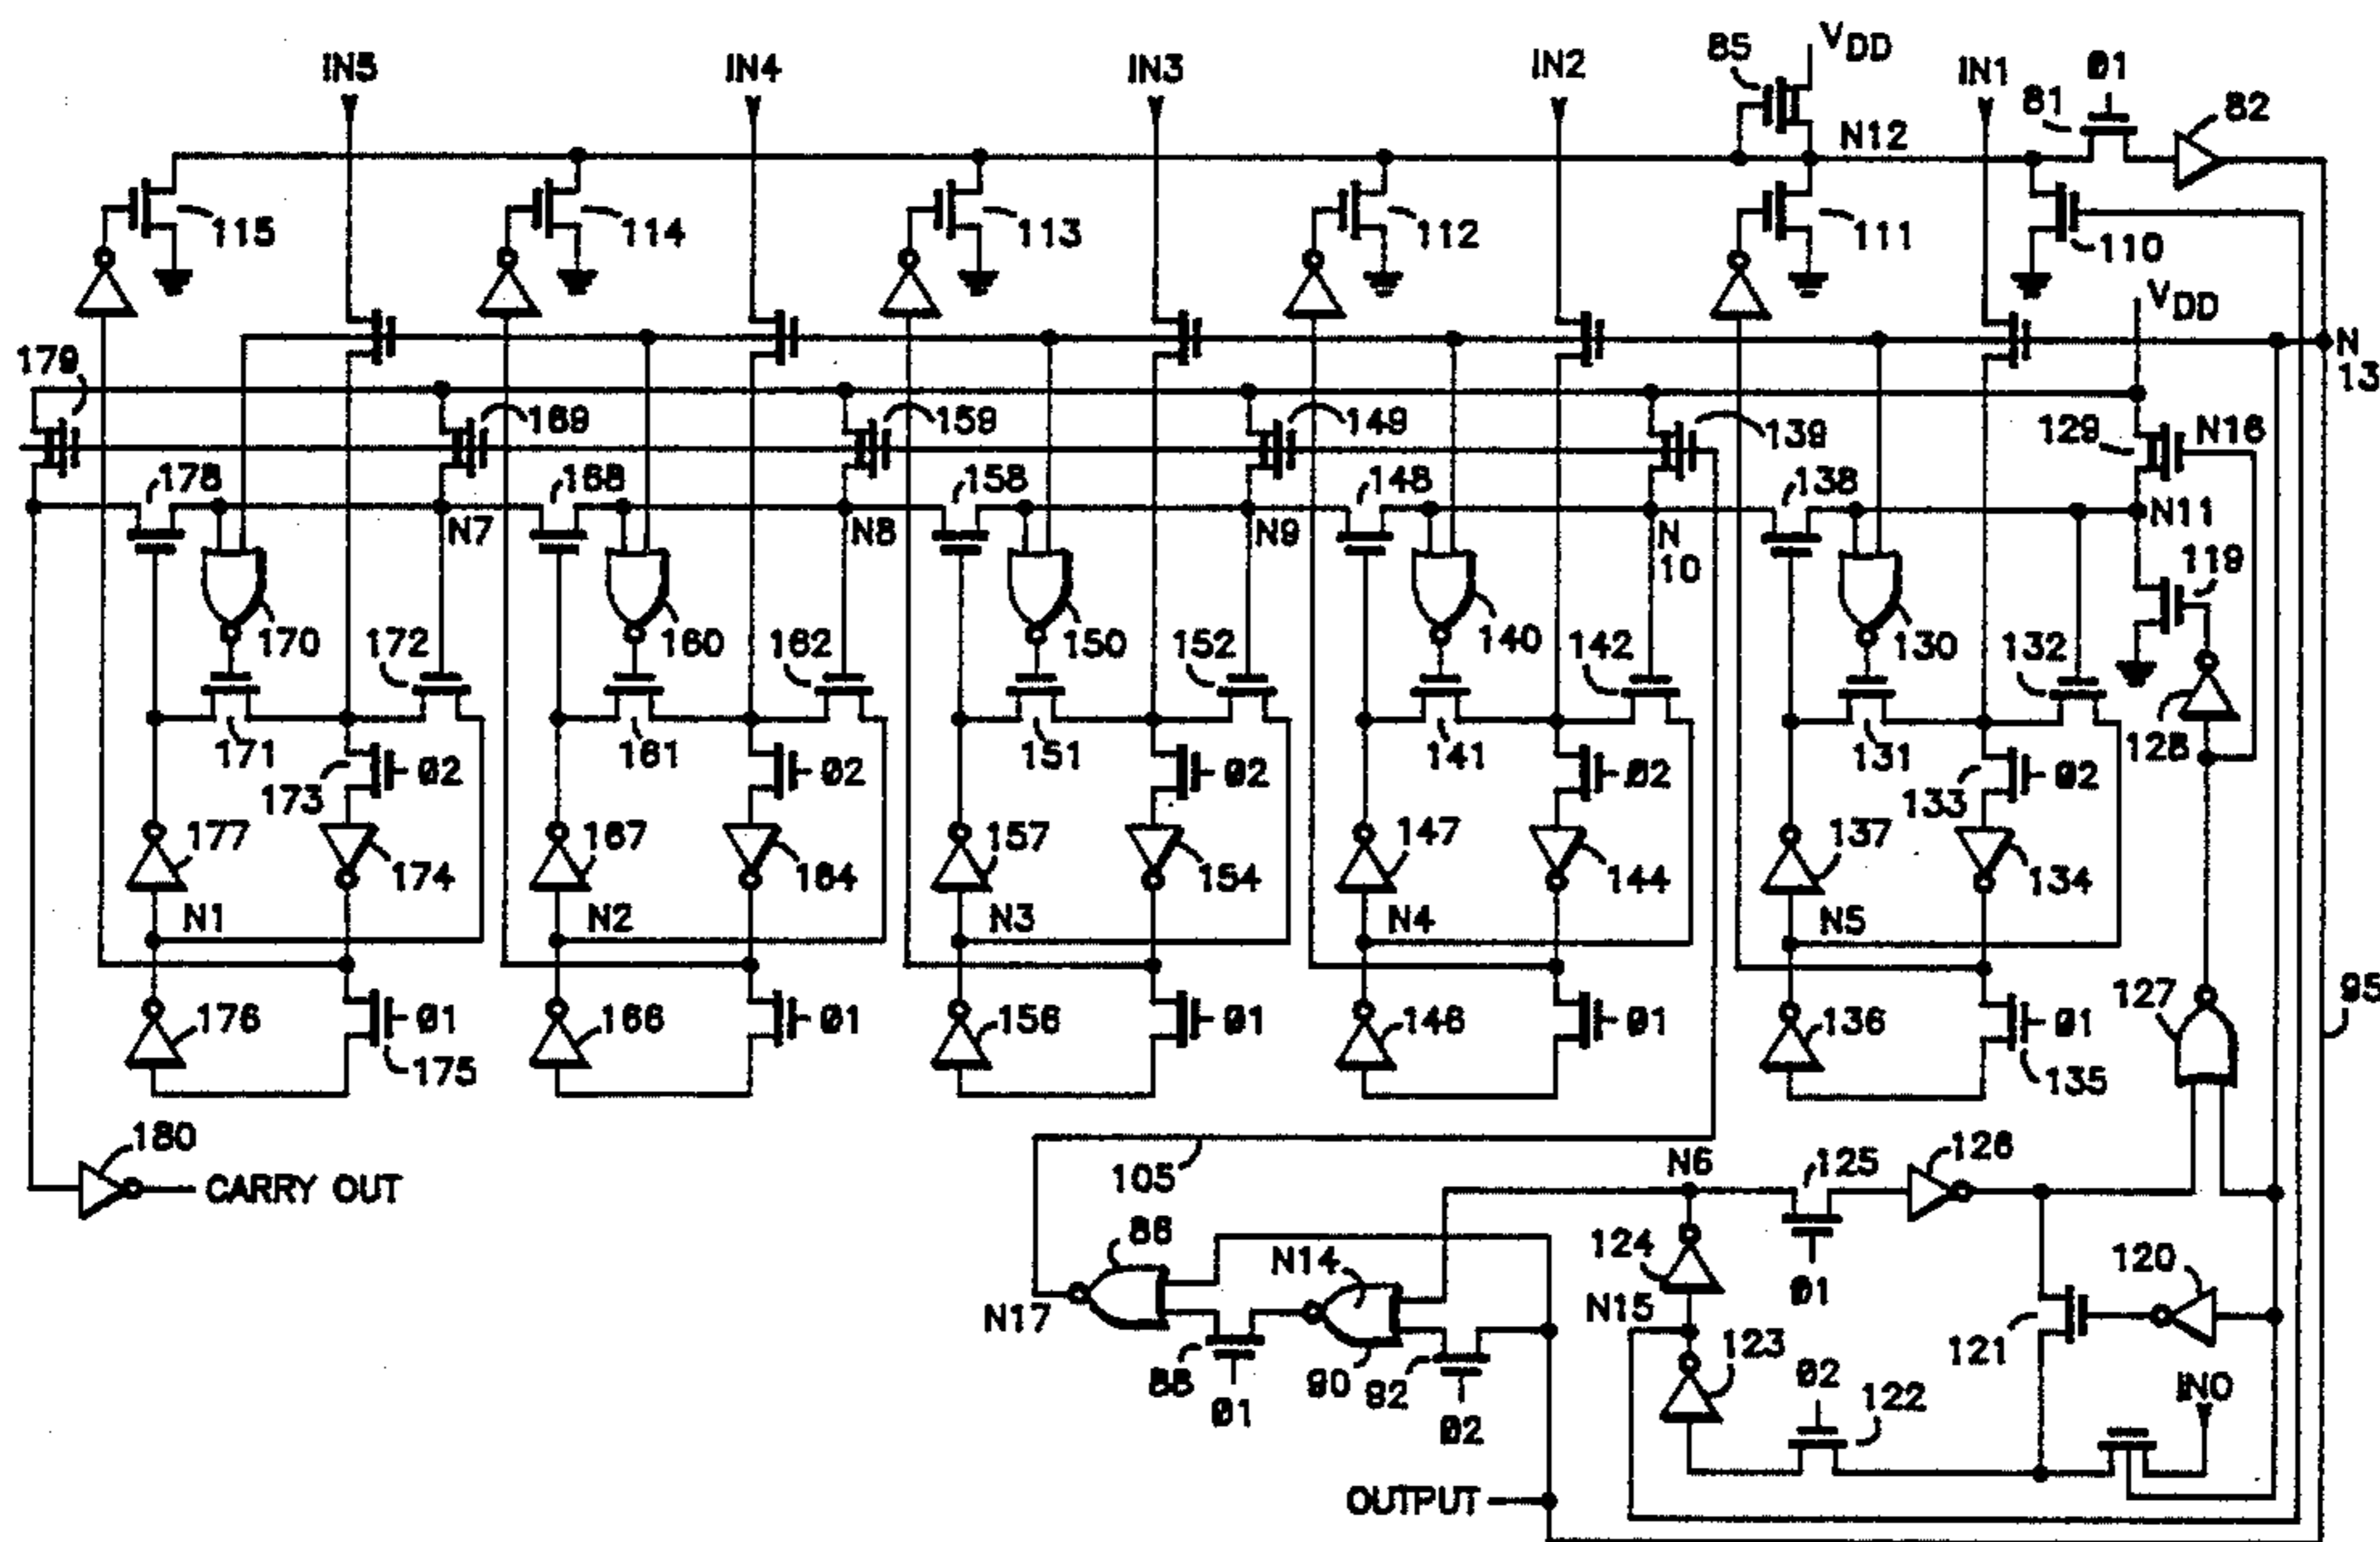 IN5 IN4 IN3 IN2 85 VDD IN1 Ø1
81 82
N12
115 114 113 112 111 110
VDD
179 N
13
169 159 149 139 129 N16
178 168 158 148 138
N7 N8 N9 N
10 N11
119
170 172 160 162 150 152 140 142 130 132
171 161 151 141 131 128
173 Ø2 Ø2 Ø2 Ø2 133 Ø2
177 174 167 164 157 154 147 144 137 134
N1 N2 N3 N4 N5
176 Ø1 166 Ø1 156 Ø1 146 Ø1 136 Ø1 127 95
175 135
180 CARRY OUT
105 N6 125 126
86 N14 124 120
N17 N15 Ø1
88 90 92 123 Ø2 122 121
Ø1 Ø2 IN0
OUTPUT